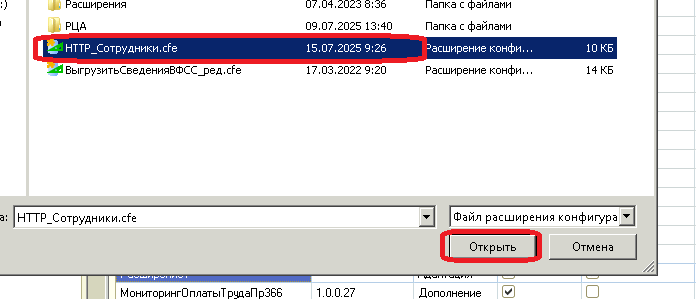 :)
Расширения 07.04.2023 8:36 Папка с файлами
РЦА 09.07.2025 13:40 Папка с файлами
HTTP_Сотрудники.cfe 15.07.2025 9:26 Расширение конфи... 10 КБ
ВыгрузитьСведенияВФСС_ред.cfe 17.03.2022 9:20 Расширение конфи... 14 КБ
а: HTTP_Сотрудники.cfe Файл расширения конфигура
Открыть Отмена
МониторингОплатыТрудаПр366 1.0.0.27 Дополнение